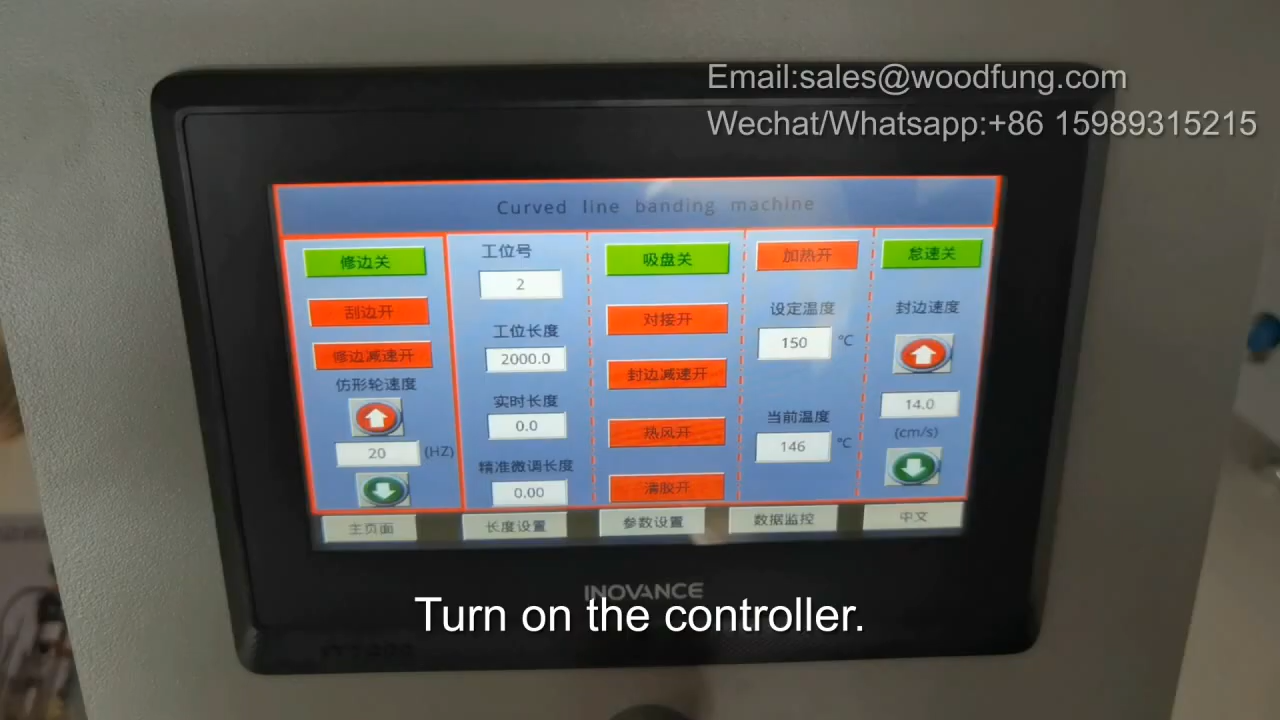 Email:sales@woodfung.com
Wechat/Whatsapp:+86 15989315215
Curved line banding machine
修边关
刮边开
修边减速开
仿形轮速度
20 (HZ)
工位号
2
工位长度
2000.0
实时长度
0.0
精准微调长度
0.00
吸盘关
对接开
封边减速开
热风开
清胶开
加热开
设定温度
150 °C
当前温度
146 °C
怠速关
封边速度
14.0
(cm/s)
主页面 长度设置 参数设置 数据监控 中文
INOVANCE
Turn on the controller.